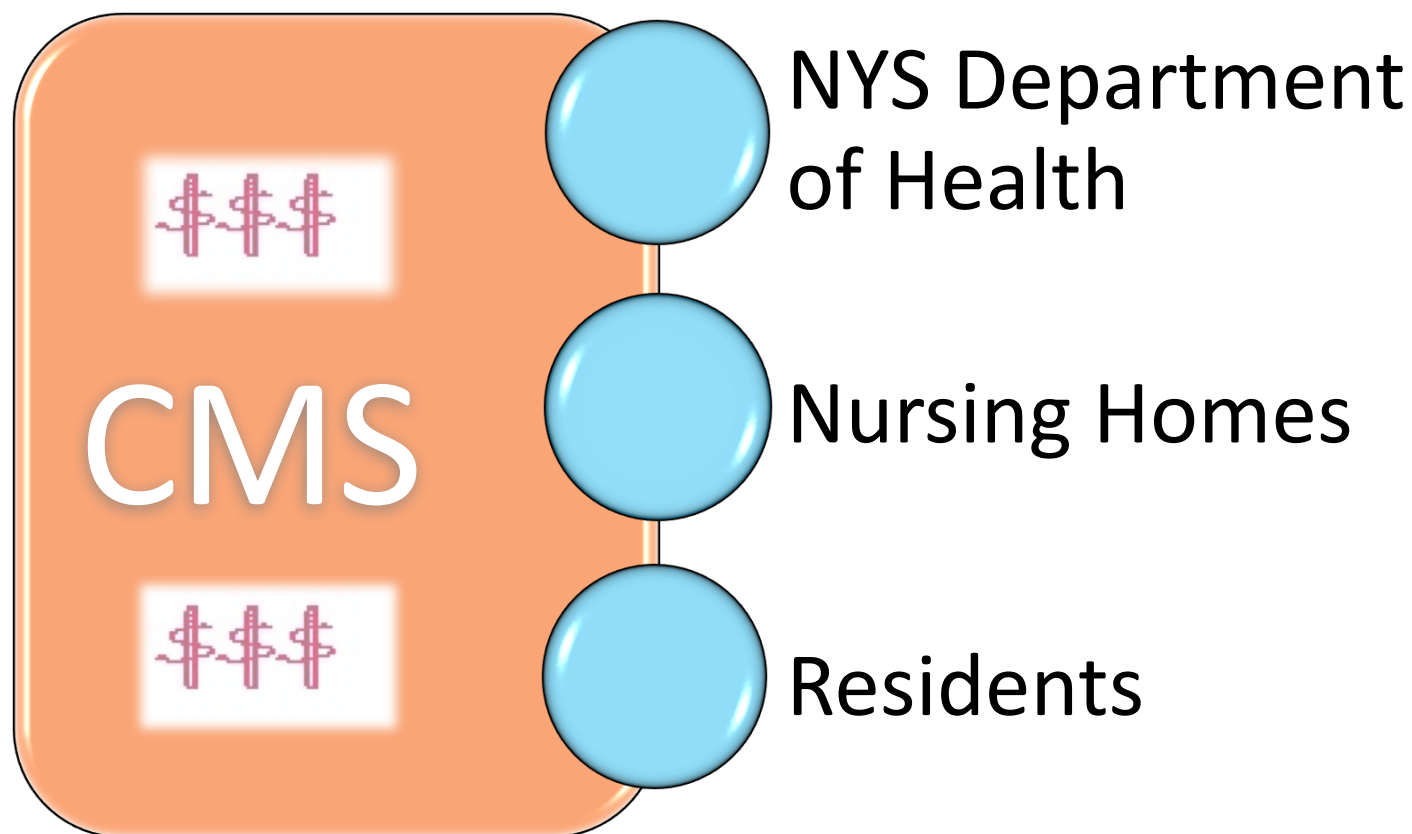 $$$
CMS
$$$
NYS Department
of Health
Nursing Homes
Residents